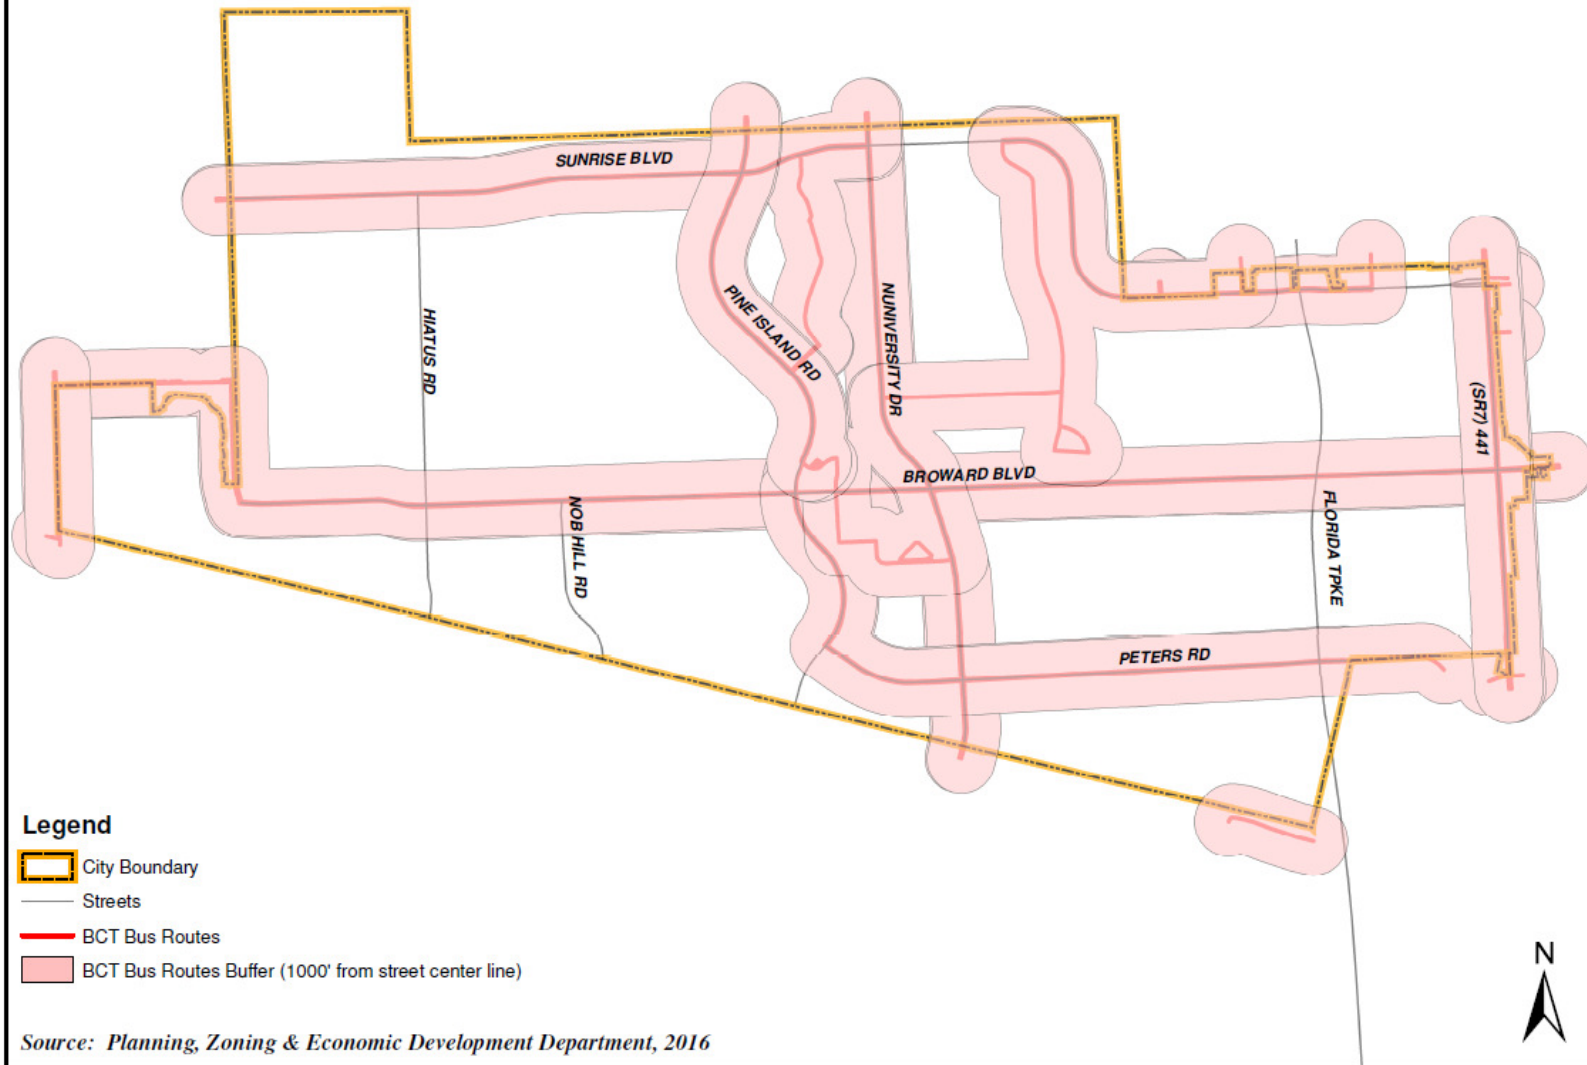 SUNRISE BLVD
HIATUS RD
PINE ISLAND RD
NUNIVERSITY DR
(SR7) 441
BROWARD BLVD
NOB HILL RD
FLORIDA TPKE
PETERS RD
Legend
City Boundary
Streets
BCT Bus Routes
BCT Bus Routes Buffer (1000' from street center line)
N
Source: Planning, Zoning & Economic Development Department, 2016